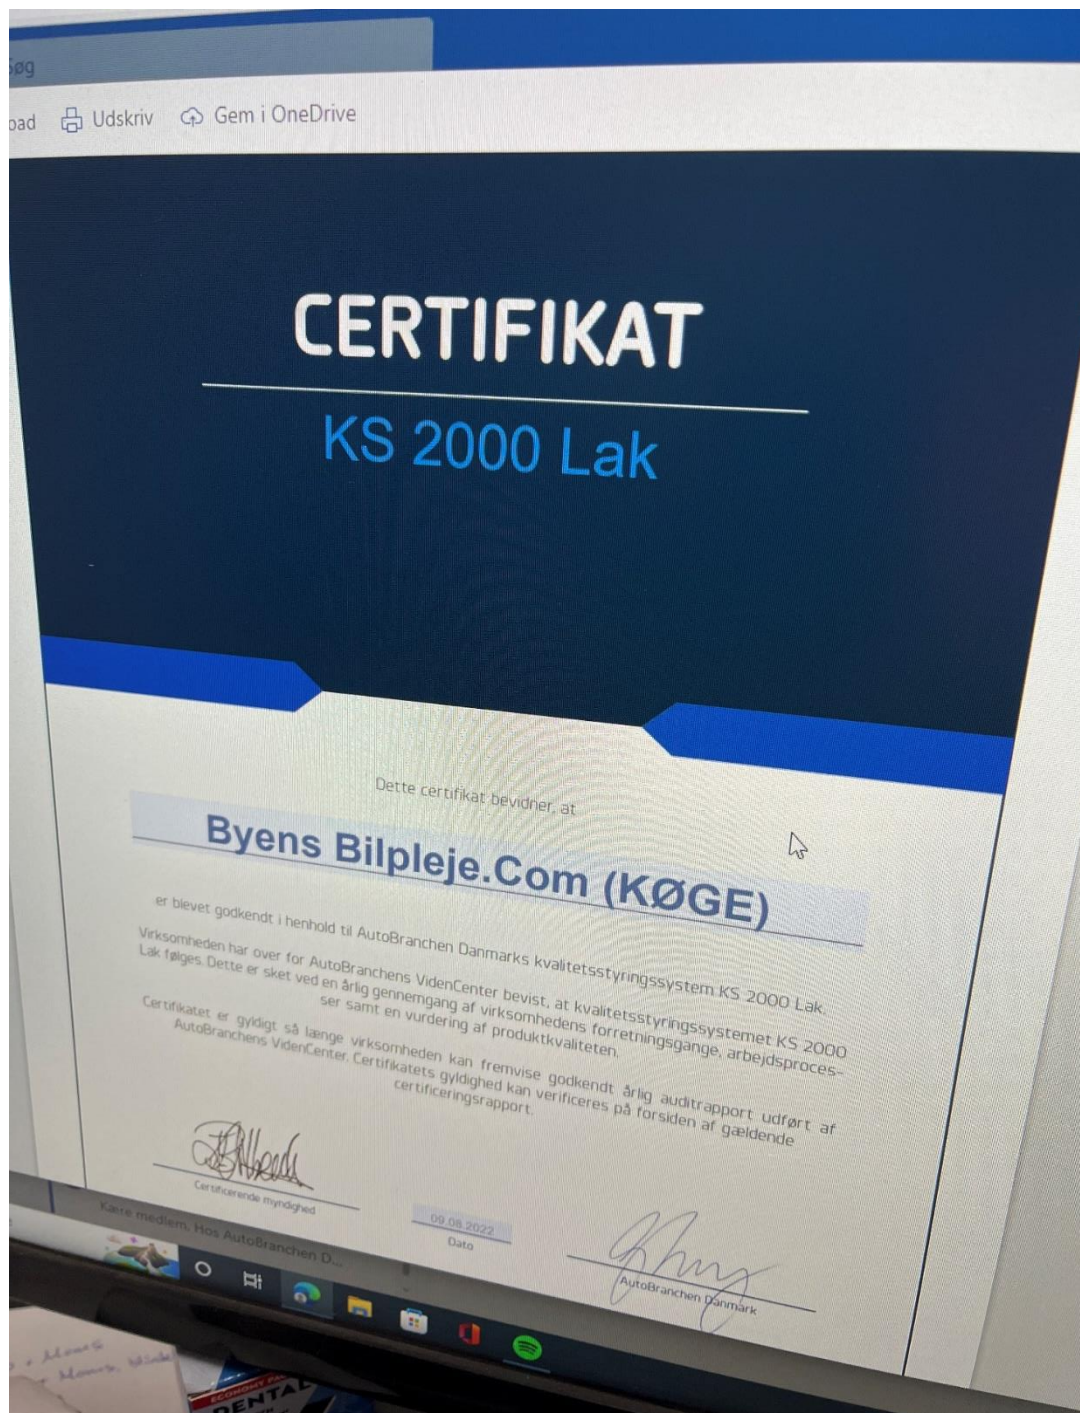 Søg
oad Udskriv Gem i OneDrive
CERTIFIKAT
KS 2000 Lak
Dette certifikat bevidner, at
Byens Bilpleje.Com (KØGE)
er blevet godkendt i henhold til AutoBranchen Danmarks kvalitetsstyringssystem KS 2000 Lak.
Virksomheden har over for AutoBranchens VidenCenter bevist, at kvalitetsstyringssystemet KS 2000
Lak følges. Dette er sket ved en årlig gennemgang af virksomhedens forretningsgange, arbejdsproces-
ser samt en vurdering af produktkvaliteten.
Certifikatet er gyldigt så længe virksomheden kan fremvise godkendt årlig auditrapport udført af
AutoBranchens VidenCenter. Certifikatets gyldighed kan verificeres på forsiden af gældende
certificeringsrapport.
Certificerende myndighed
09.08.2022
Dato
AutoBranchen Danmark
Kære medlem, Hos AutoBranchen D...
ECONOMY PA
DENTAL